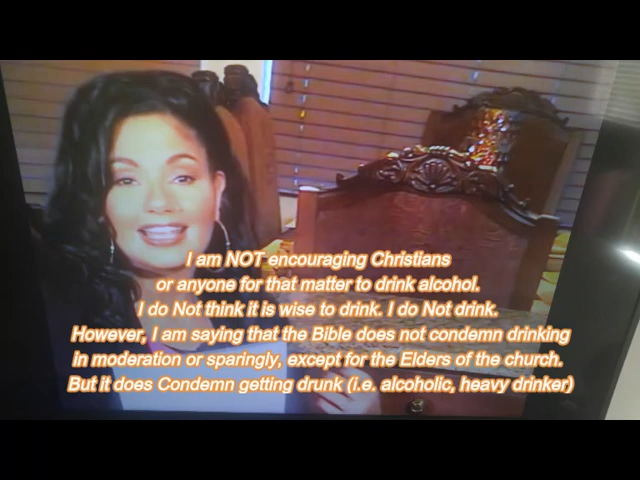 I am NOT encouraging Christians
or anyone for that matter to drink alcohol.
I do Not think it is wise to drink. I do Not drink.
However, I am saying that the Bible does not condemn drinking
in moderation or sparingly, except for the Elders of the church.
But it does Condemn getting drunk (i.e. alcoholic, heavy drinker)